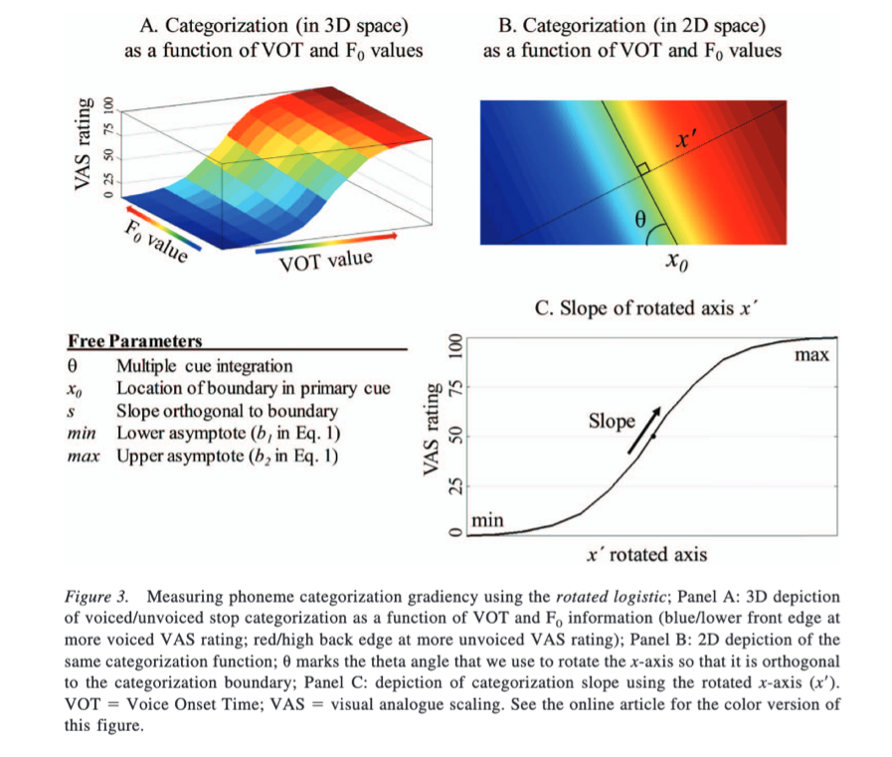 A. Categorization (in 3D space)
as a function of VOT and F₀ values
VAS rating
0 25 50 75 100
F₀ value
VOT value
B. Categorization (in 2D space)
as a function of VOT and F₀ values
x′
θ
x₀
Free Parameters
θ Multiple cue integration
x₀ Location of boundary in primary cue
s Slope orthogonal to boundary
min Lower asymptote (b₁ in Eq. 1)
max Upper asymptote (b₂ in Eq. 1)
C. Slope of rotated axis x′
VAS rating
0 25 50 75 100
max
Slope
min
x′ rotated axis
Figure 3. Measuring phoneme categorization gradiency using the rotated logistic; Panel A: 3D depiction
of voiced/unvoiced stop categorization as a function of VOT and F₀ information (blue/lower front edge at
more voiced VAS rating; red/high back edge at more unvoiced VAS rating); Panel B: 2D depiction of the
same categorization function; θ marks the theta angle that we use to rotate the x-axis so that it is orthogonal
to the categorization boundary; Panel C: depiction of categorization slope using the rotated x-axis (x′).
VOT = Voice Onset Time; VAS = visual analogue scaling. See the online article for the color version of
this figure.